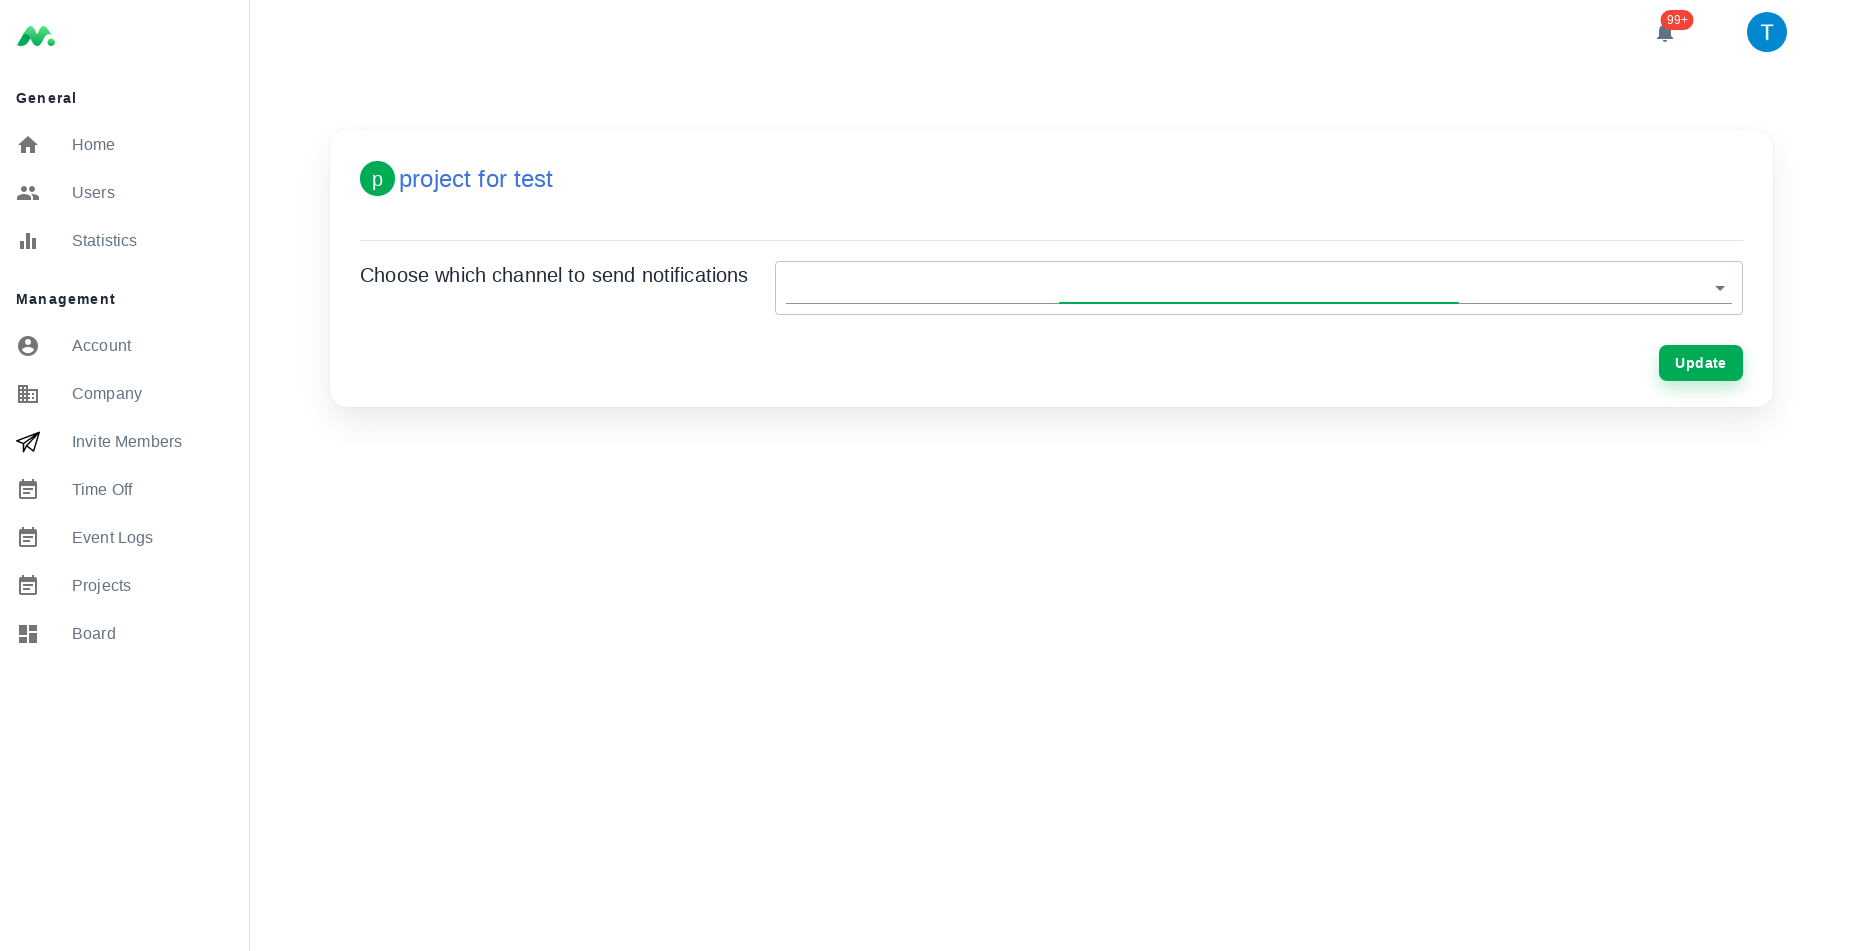 99+
T
General
Home
Users
Statistics
Management
Account
Company
Invite Members
Time Off
Event Logs
Projects
Board
p project for test
Choose which channel to send notifications
Update